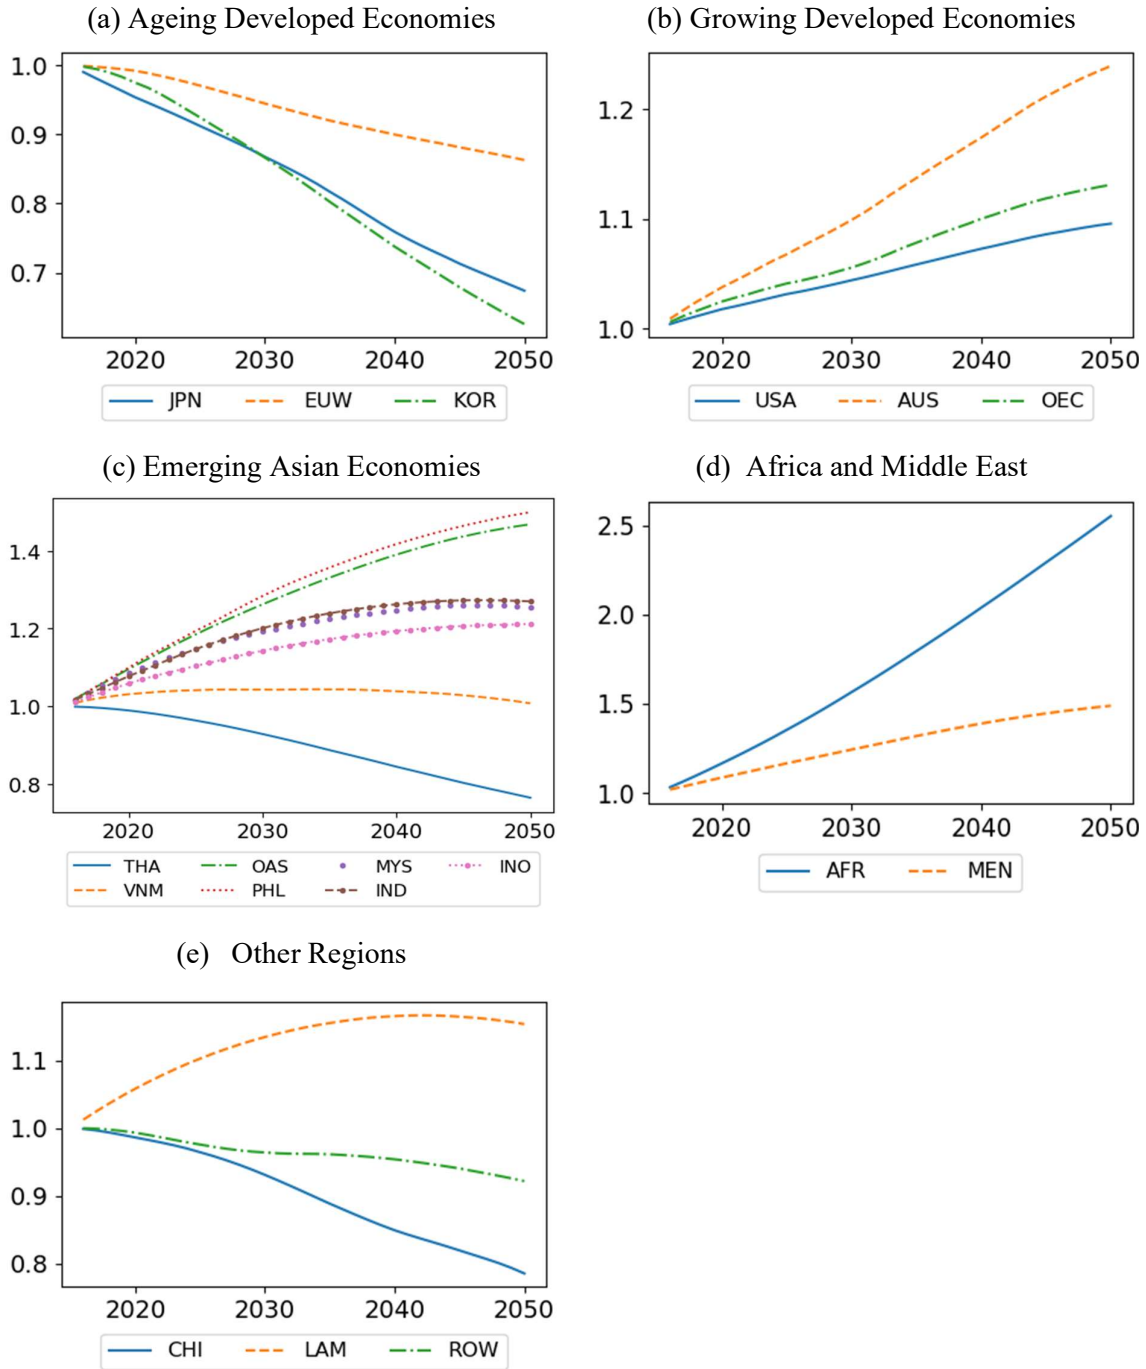 (a) Ageing Developed Economies
1.0
0.9
0.8
0.7
2020 2030 2040 2050
JPN EUW KOR
(b) Growing Developed Economies
1.2
1.1
1.0
2020 2030 2040 2050
USA AUS OEC
(c) Emerging Asian Economies
1.4
1.2
1.0
0.8
2020 2030 2040 2050
THA OAS MYS INO
VNM PHL IND
(d) Africa and Middle East
2.5
2.0
1.5
1.0
2020 2030 2040 2050
AFR MEN
(e) Other Regions
1.1
1.0
0.9
0.8
2020 2030 2040 2050
CHI LAM ROW